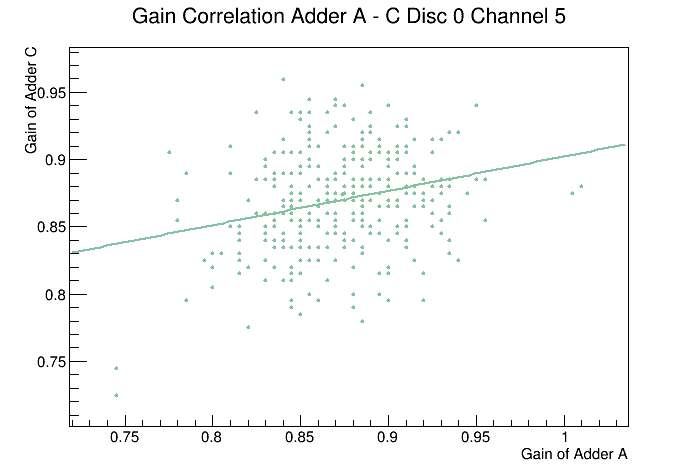 Gain Correlation Adder A - C Disc 0 Channel 5
Gain of Adder C
0.95
0.9
0.85
0.8
0.75
0.75 0.8 0.85 0.9 0.95 1
Gain of Adder A